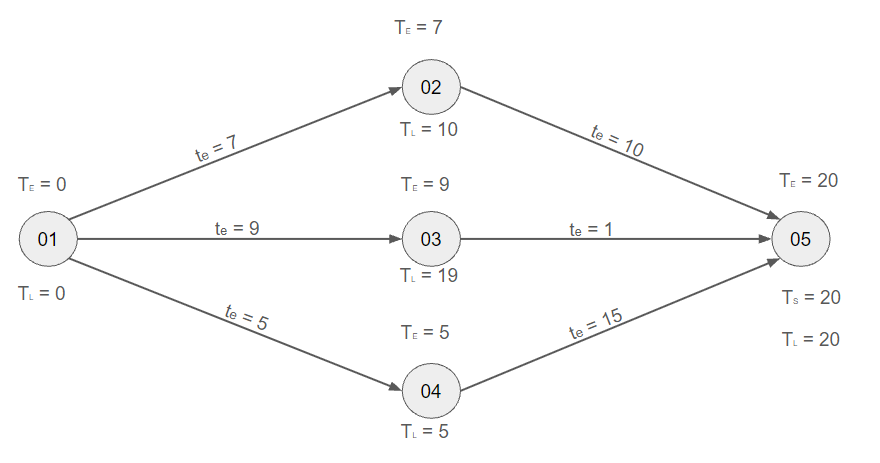 TE = 7
02
TL = 10
te = 7
te = 10
TE = 0
TE = 9
TE = 20
01
te = 9
03
te = 1
05
TL = 19
TL = 0
TS = 20
te = 5
te = 15
TE = 5
TL = 20
04
TL = 5